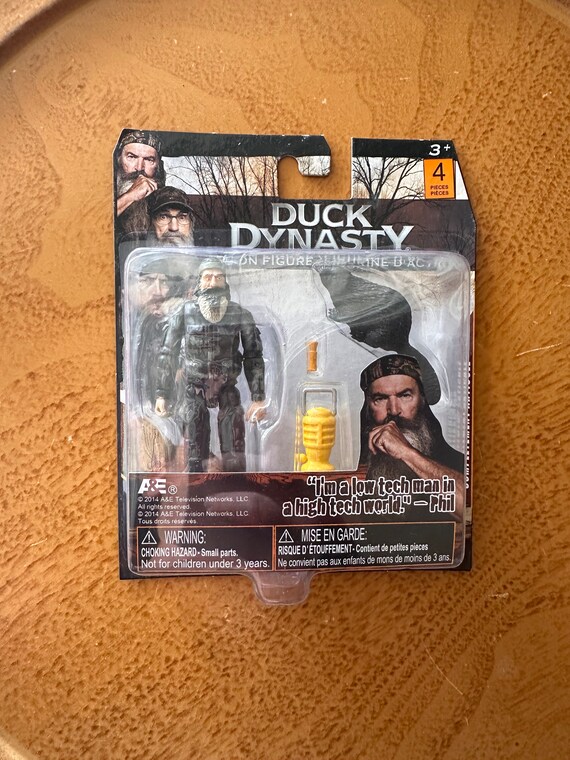 3+
4
PIECES
PIÈCES
DUCK
DYNASTY
ON FIGURE
"I'm a low tech man in
a high tech world." – Phil
A&E®
© 2014 A&E Television Networks. LLC.
All rights reserved.
© 2014 A&E Television Networks. LLC.
Tous droits réservés.
WARNING:
CHOKING HAZARD - Small parts.
Not for children under 3 years.
MISE EN GARDE:
RISQUE D'ÉTOUFFEMENT - Contient de petites pieces
Ne convient pas aux enfants de mons de moins de 3 ans.